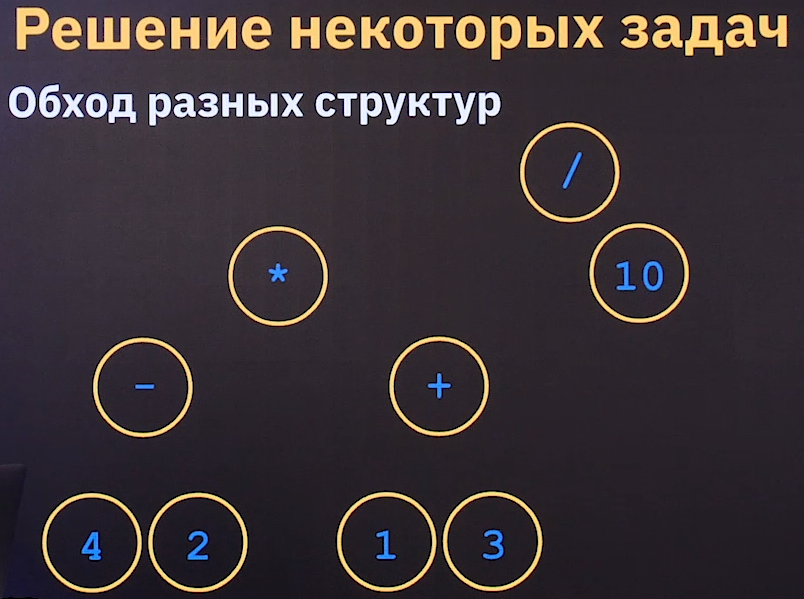 Решение некоторых задач
Обход разных структур
/
* 10
- +
4 2 1 3